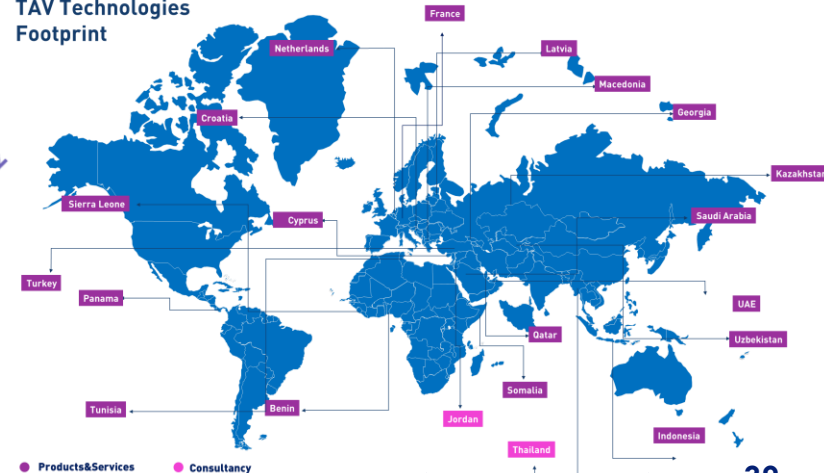 TAV Technologies
Footprint
France
Netherlands
Latvia
Macedonia
Croatia
Georgia
Kazakhstan
Sierra Leone
Cyprus
Saudi Arabia
Turkey
Panama
UAE
Qatar
Uzbekistan
Somalia
Tunisia
Benin
Jordan
Thailand
Indonesia
Products&Services
Consultancy